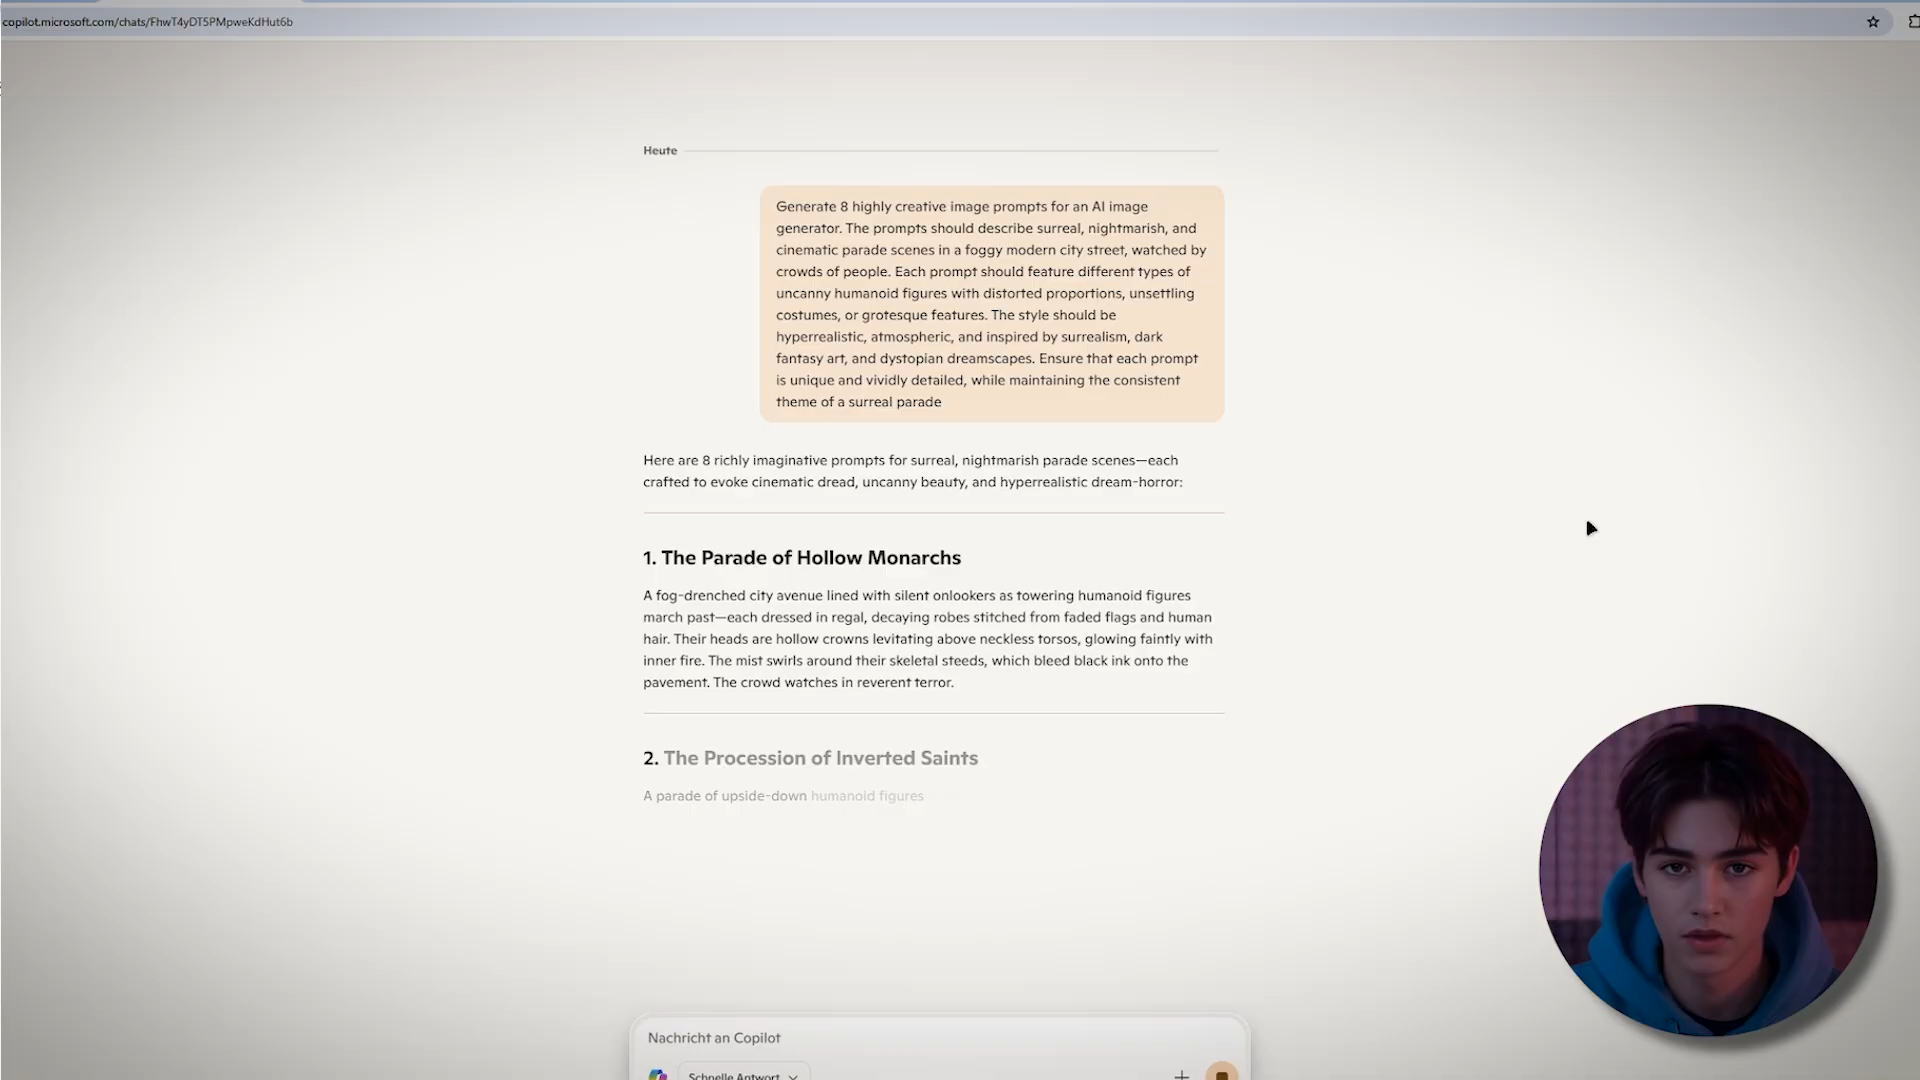 copilot.microsoft.com/chats/FhwT4yDT5PMpweKdHut6b
Heute
Generate 8 highly creative image prompts for an AI image
generator. The prompts should describe surreal, nightmarish, and
cinematic parade scenes in a foggy modern city street, watched by
crowds of people. Each prompt should feature different types of
uncanny humanoid figures with distorted proportions, unsettling
costumes, or grotesque features. The style should be
hyperrealistic, atmospheric, and inspired by surrealism, dark
fantasy art, and dystopian dreamscapes. Ensure that each prompt
is unique and vividly detailed, while maintaining the consistent
theme of a surreal parade
Here are 8 richly imaginative prompts for surreal, nightmarish parade scenes—each
crafted to evoke cinematic dread, uncanny beauty, and hyperrealistic dream-horror:
1. The Parade of Hollow Monarchs
A fog-drenched city avenue lined with silent onlookers as towering humanoid figures
march past—each dressed in regal, decaying robes stitched from faded flags and human
hair. Their heads are hollow crowns levitating above neckless torsos, glowing faintly with
inner fire. The mist swirls around their skeletal steeds, which bleed black ink onto the
pavement. The crowd watches in reverent terror.
2. The Procession of Inverted Saints
A parade of upside-down humanoid figures
Nachricht an Copilot
Schnelle Antwort